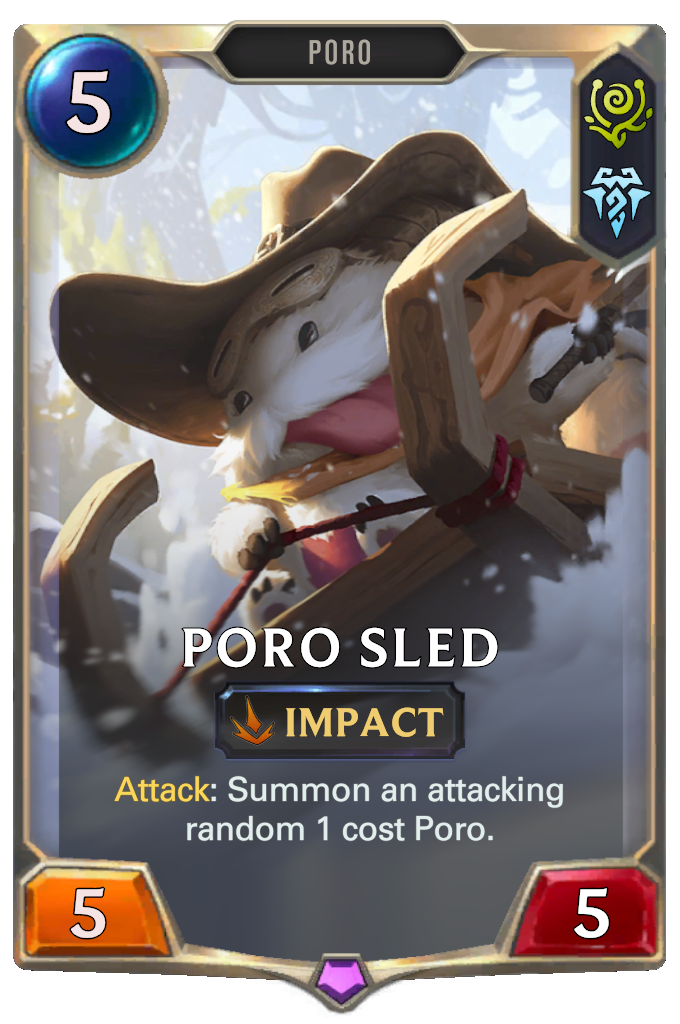 PORO
5
PORO SLED
IMPACT
Attack: Summon an attacking
random 1 cost Poro.
5
5